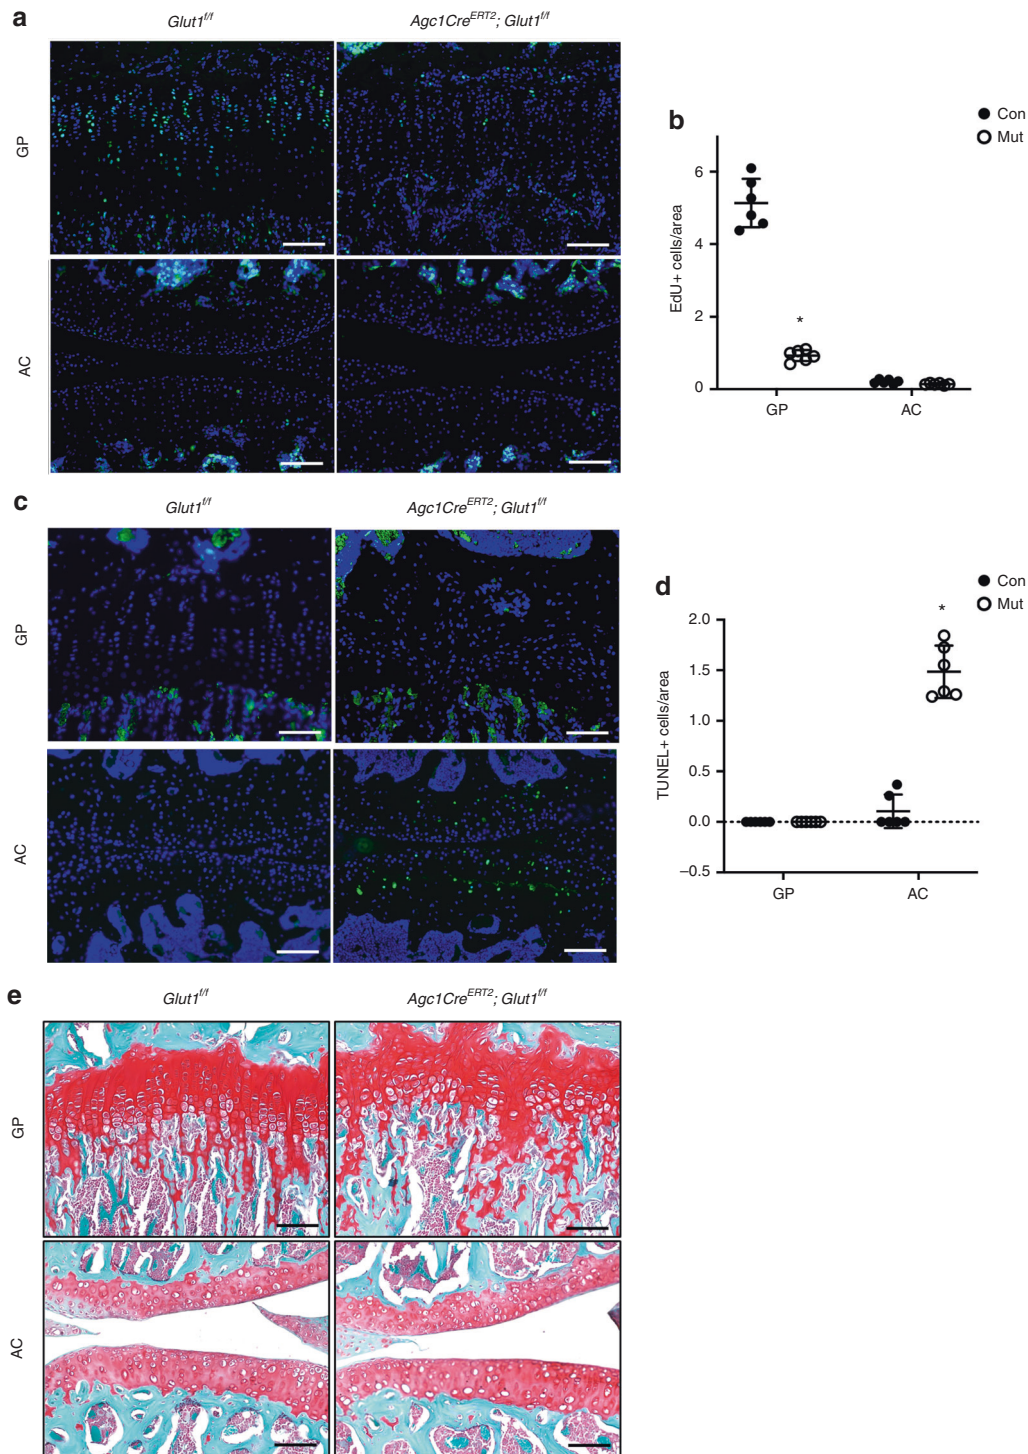 a
Glut1f/f
Agc1CreERT2; Glut1f/f
GP
AC
b
Con
Mut
EdU+ cells/area
6
4
2
0
*
GP
AC
c
Glut1f/f
Agc1CreERT2; Glut1f/f
GP
AC
d
Con
Mut
TUNEL+ cells/area
2.0
1.5
1.0
0.5
0.0
–0.5
*
GP
AC
e
Glut1f/f
Agc1CreERT2; Glut1f/f
GP
AC